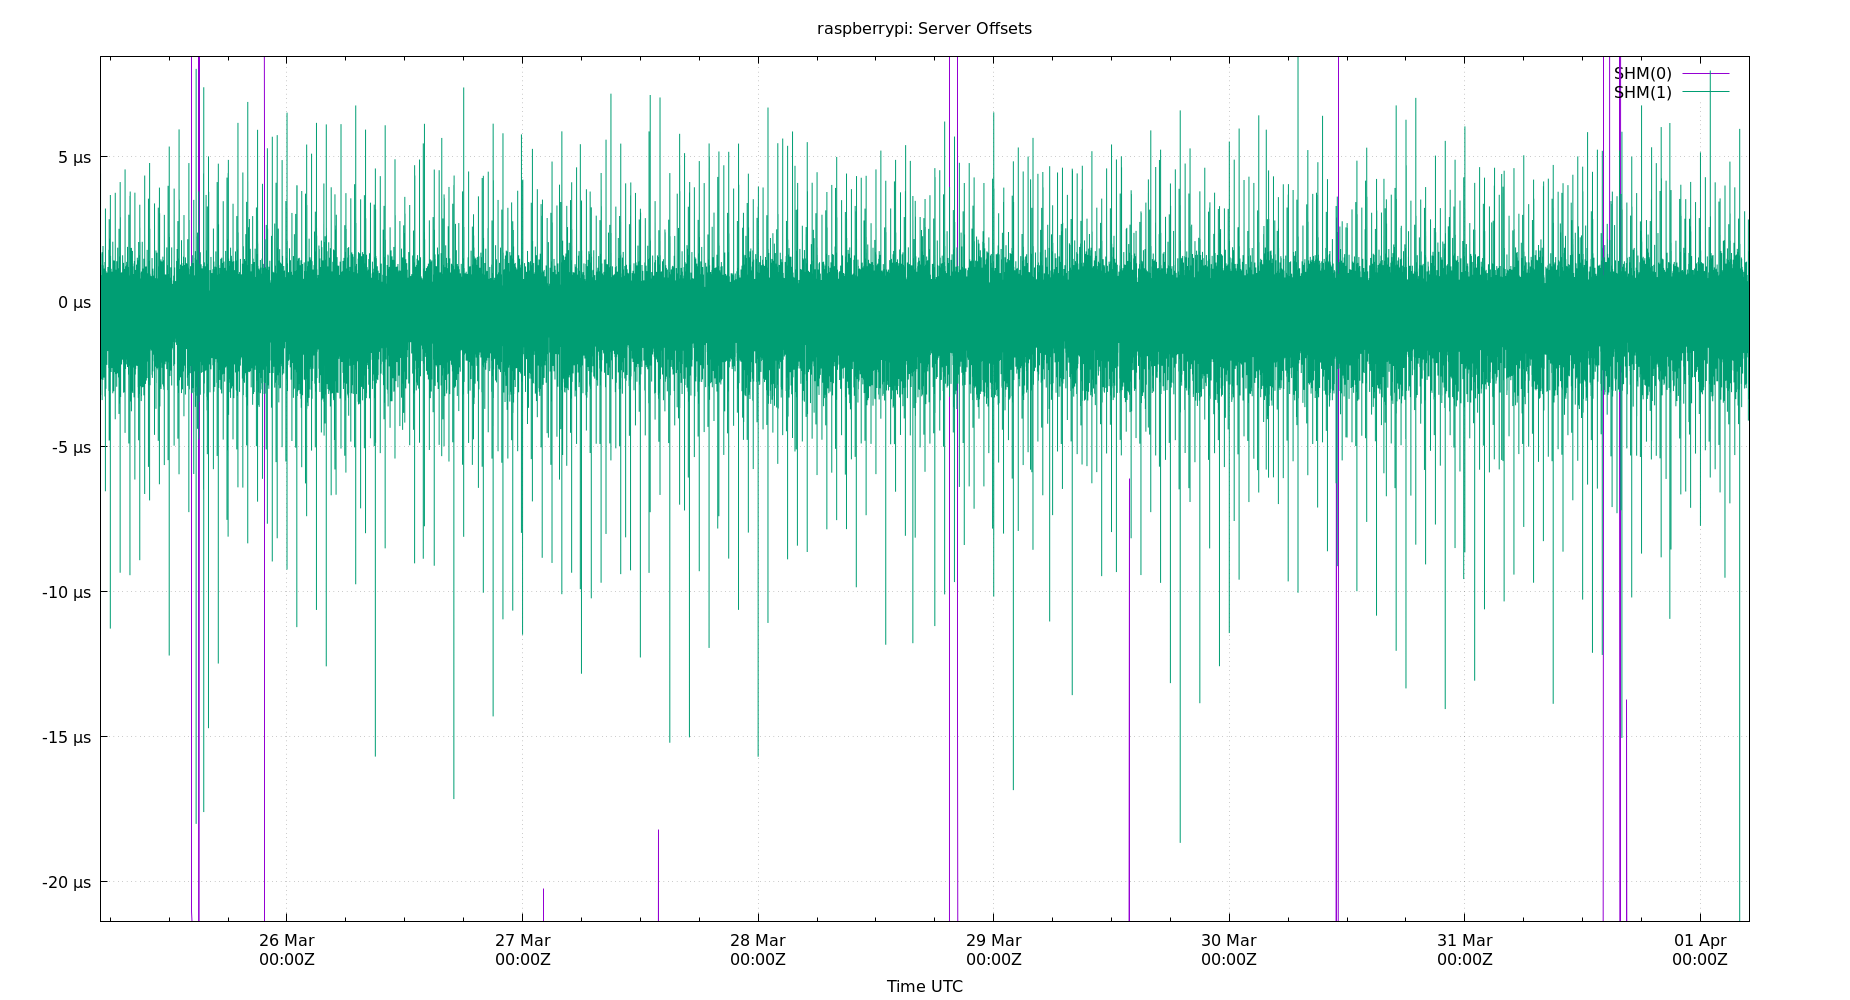 raspberrypi: Server Offsets
SHM(0)
SHM(1)
5 µs
0 µs
-5 µs
-10 µs
-15 µs
-20 µs
26 Mar 27 Mar 28 Mar 29 Mar 30 Mar 31 Mar 01 Apr
00:00Z 00:00Z 00:00Z 00:00Z 00:00Z 00:00Z 00:00Z
Time UTC